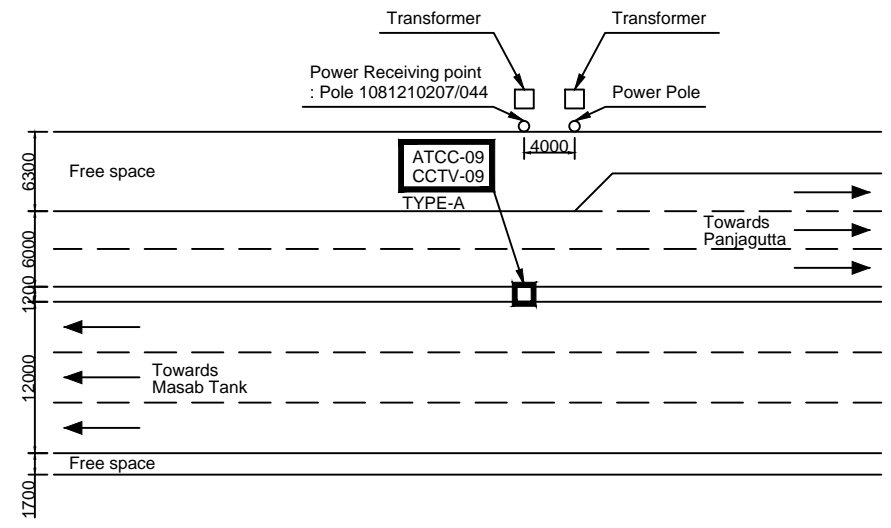 Transformer
Transformer
Power Receiving point
: Pole 1081210207/044
Power Pole
4000
ATCC-09
CCTV-09
TYPE-A
6300
Free space
Towards
Panjagutta
6000
1200
12000
Towards
Masab Tank
Free space
1700